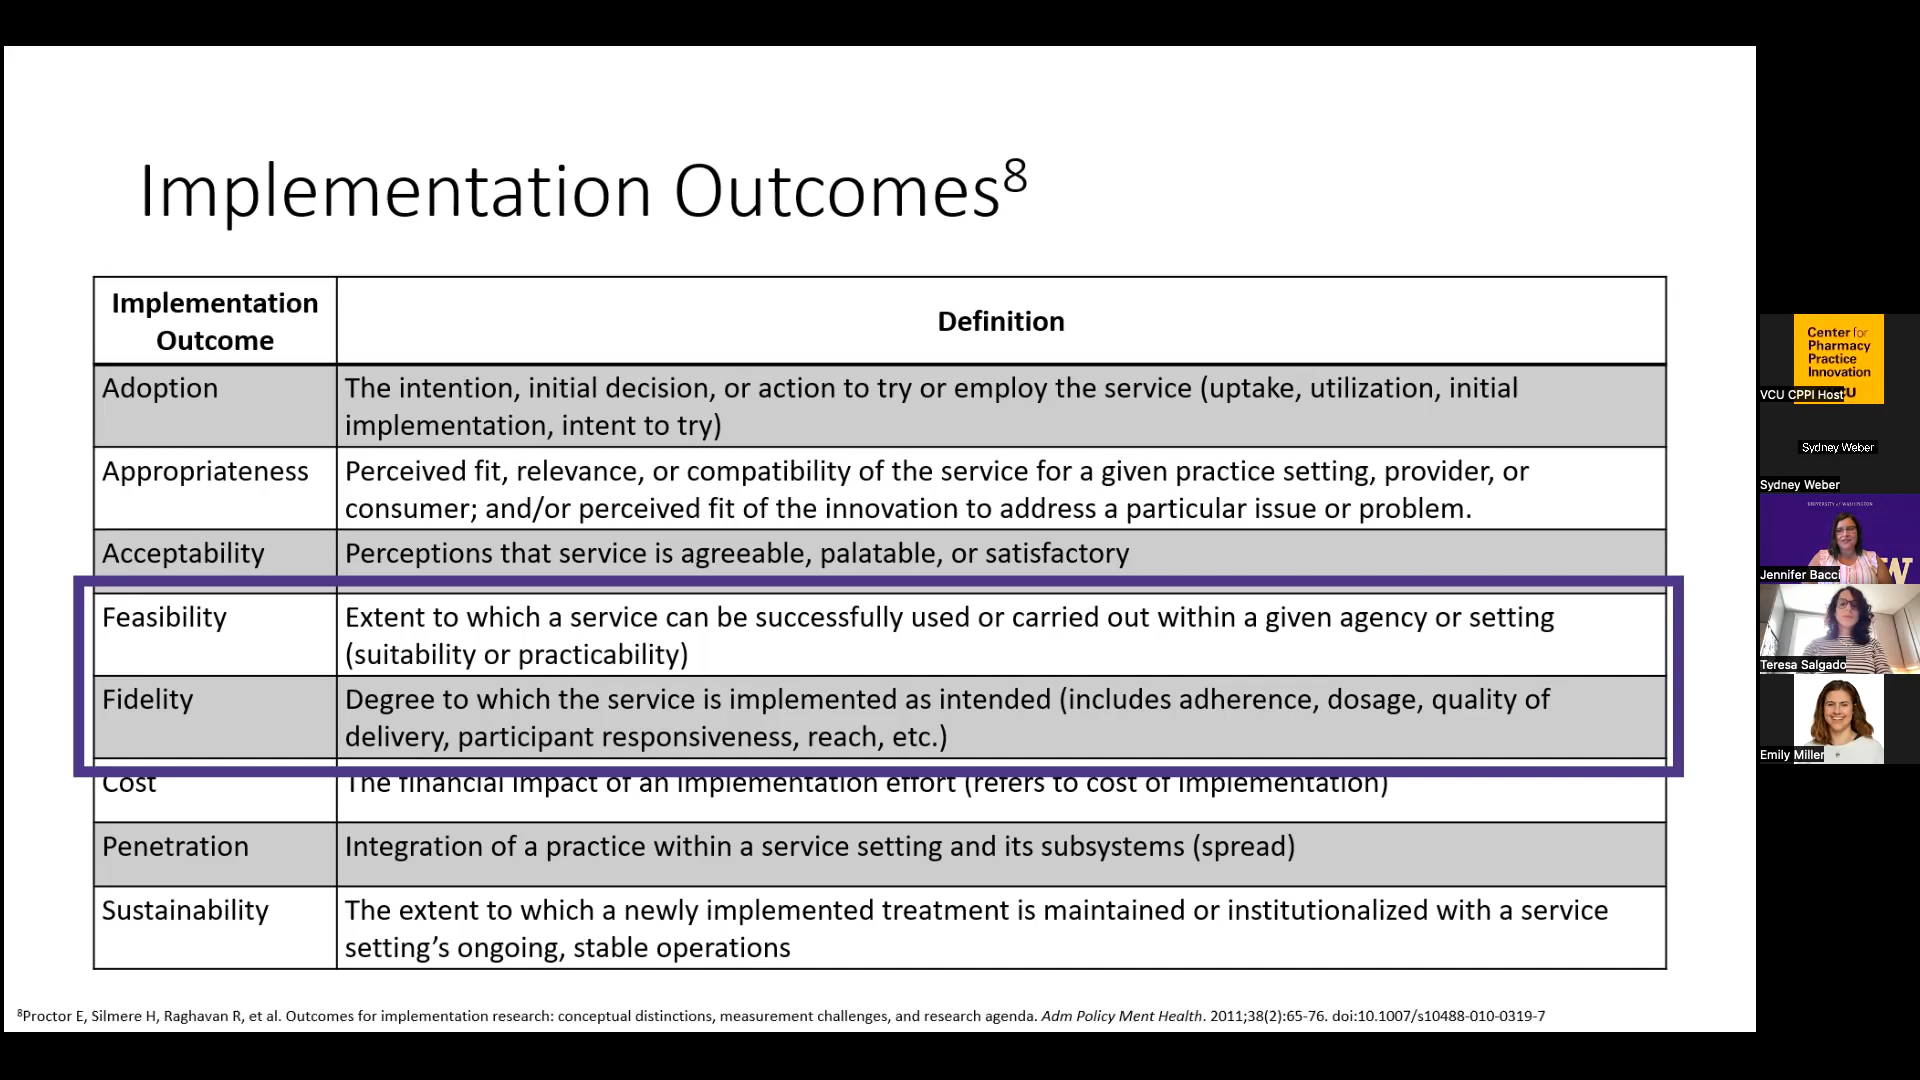 Implementation Outcomes8
Implementation
Outcome
Definition
Adoption
The intention, initial decision, or action to try or employ the service (uptake, utilization, initial
implementation, intent to try)
Appropriateness
Perceived fit, relevance, or compatibility of the service for a given practice setting, provider, or
consumer; and/or perceived fit of the innovation to address a particular issue or problem.
Acceptability
Perceptions that service is agreeable, palatable, or satisfactory
Feasibility
Extent to which a service can be successfully used or carried out within a given agency or setting
(suitability or practicability)
Fidelity
Degree to which the service is implemented as intended (includes adherence, dosage, quality of
delivery, participant responsiveness, reach, etc.)
Cost
The financial impact of an implementation effort (refers to cost of implementation)
Penetration
Integration of a practice within a service setting and its subsystems (spread)
Sustainability
The extent to which a newly implemented treatment is maintained or institutionalized with a service
setting’s ongoing, stable operations
8Proctor E, Silmere H, Raghavan R, et al. Outcomes for implementation research: conceptual distinctions, measurement challenges, and research agenda. Adm Policy Ment Health. 2011;38(2):65-76. doi:10.1007/s10488-010-0319-7
Center for
Pharmacy
Practice
Innovation
VCU CPPI Host
Sydney Weber
Sydney Weber
UNIVERSITY of WASHINGTON
W
Jennifer Bacci
Teresa Salgado
Emily Miller